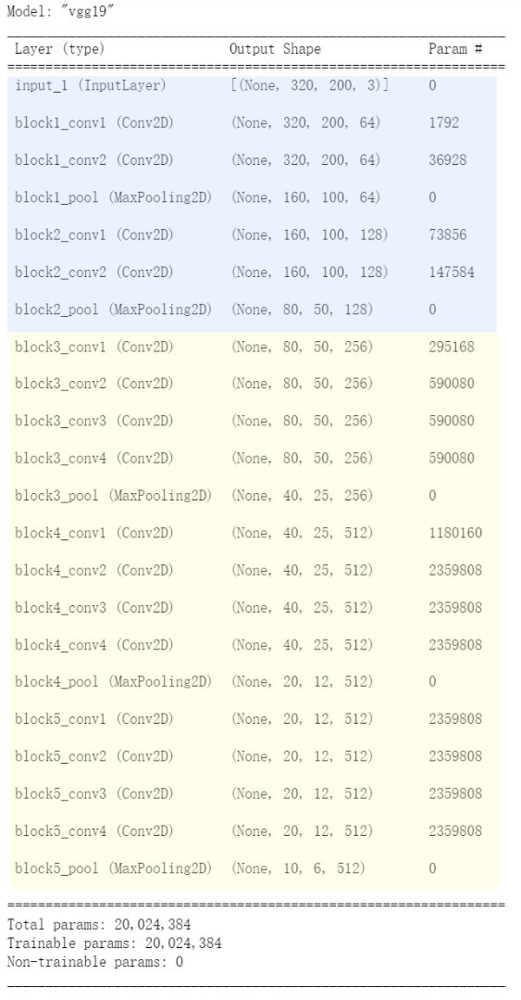 Model: "vgg19"
Layer (type) Output Shape Param #
input_1 (InputLayer) [(None, 320, 200, 3)] 0
block1_conv1 (Conv2D) (None, 320, 200, 64) 1792
block1_conv2 (Conv2D) (None, 320, 200, 64) 36928
block1_pool (MaxPooling2D) (None, 160, 100, 64) 0
block2_conv1 (Conv2D) (None, 160, 100, 128) 73856
block2_conv2 (Conv2D) (None, 160, 100, 128) 147584
block2_pool (MaxPooling2D) (None, 80, 50, 128) 0
block3_conv1 (Conv2D) (None, 80, 50, 256) 295168
block3_conv2 (Conv2D) (None, 80, 50, 256) 590080
block3_conv3 (Conv2D) (None, 80, 50, 256) 590080
block3_conv4 (Conv2D) (None, 80, 50, 256) 590080
block3_pool (MaxPooling2D) (None, 40, 25, 256) 0
block4_conv1 (Conv2D) (None, 40, 25, 512) 1180160
block4_conv2 (Conv2D) (None, 40, 25, 512) 2359808
block4_conv3 (Conv2D) (None, 40, 25, 512) 2359808
block4_conv4 (Conv2D) (None, 40, 25, 512) 2359808
block4_pool (MaxPooling2D) (None, 20, 12, 512) 0
block5_conv1 (Conv2D) (None, 20, 12, 512) 2359808
block5_conv2 (Conv2D) (None, 20, 12, 512) 2359808
block5_conv3 (Conv2D) (None, 20, 12, 512) 2359808
block5_conv4 (Conv2D) (None, 20, 12, 512) 2359808
block5_pool (MaxPooling2D) (None, 10, 6, 512) 0
Total params: 20,024,384
Trainable params: 20,024,384
Non-trainable params: 0